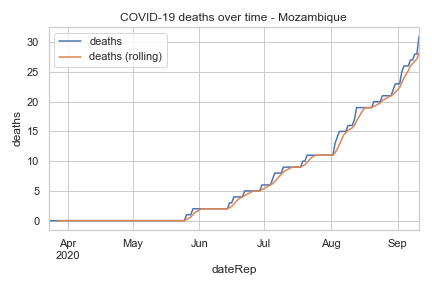 COVID-19 deaths over time - Mozambique
deaths
deaths (rolling)
30
25
20
15
10
5
0
deaths
Apr
2020
May
Jun
Jul
Aug
Sep
dateRep